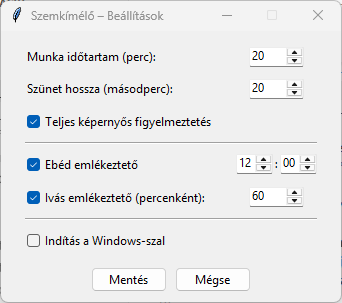 Szemkímélő – Beállítások
Munka időtartam (perc): 20
Szünet hossza (másodperc): 20
Teljes képernyős figyelmeztetés
Ebéd emlékeztető 12 : 00
Ivás emlékeztető (percenként): 60
Indítás a Windows-szal
Mentés Mégse